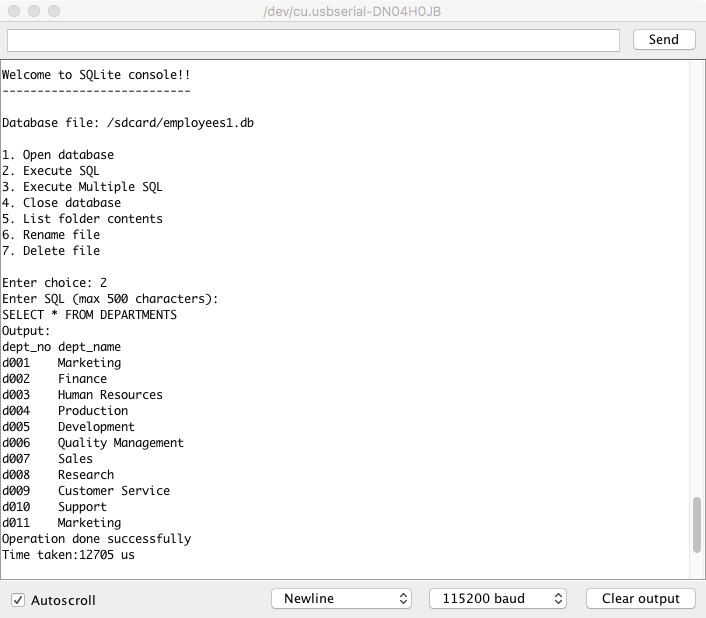 /dev/cu.usbserial-DN04H0JB
Send
Welcome to SQLite console!!
---------------------------
Database file: /sdcard/employees1.db
1. Open database
2. Execute SQL
3. Execute Multiple SQL
4. Close database
5. List folder contents
6. Rename file
7. Delete file
Enter choice: 2
Enter SQL (max 500 characters):
SELECT * FROM DEPARTMENTS
Output:
dept_no dept_name
d001    Marketing
d002    Finance
d003    Human Resources
d004    Production
d005    Development
d006    Quality Management
d007    Sales
d008    Research
d009    Customer Service
d010    Support
d011    Marketing
Operation done successfully
Time taken:12705 us
Autoscroll
Newline
115200 baud
Clear output